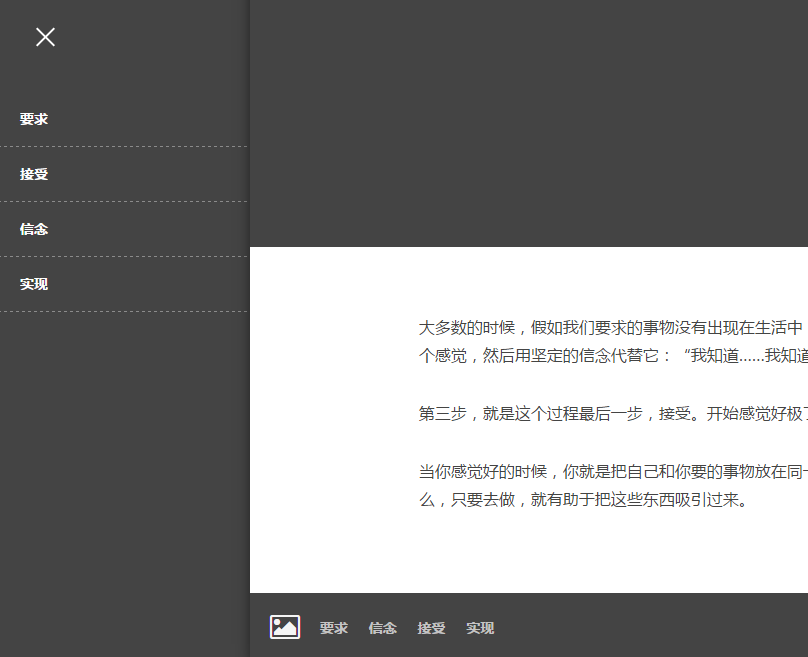 要求
接受
信念
实现
大多数的时候，假如我们要求的事物没有出现在生活中
个感觉，然后用坚定的信念代替它：“我知道……我知道
第三步，就是这个过程最后一步，接受。开始感觉好极了
当你感觉好的时候，你就是把自己和你要的事物放在同一
么，只要去做，就有助于把这些东西吸引过来。
要求 信念 接受 实现